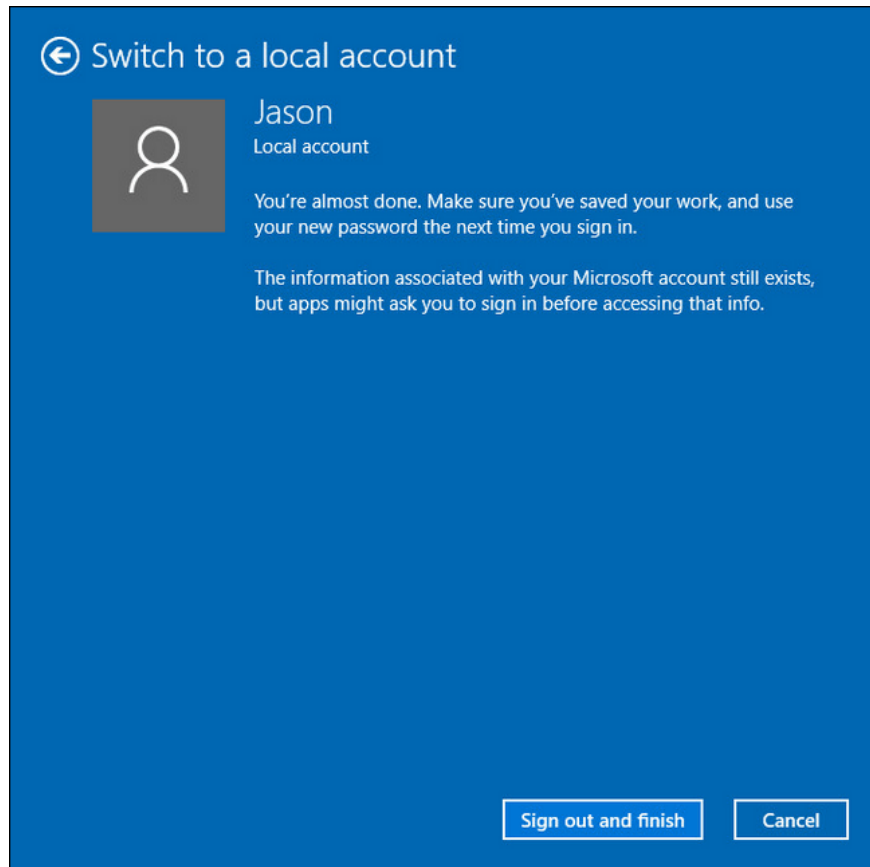 Switch to a local account
Jason
Local account
You’re almost done. Make sure you’ve saved your work, and use
your new password the next time you sign in.
The information associated with your Microsoft account still exists,
but apps might ask you to sign in before accessing that info.
Sign out and finish
Cancel